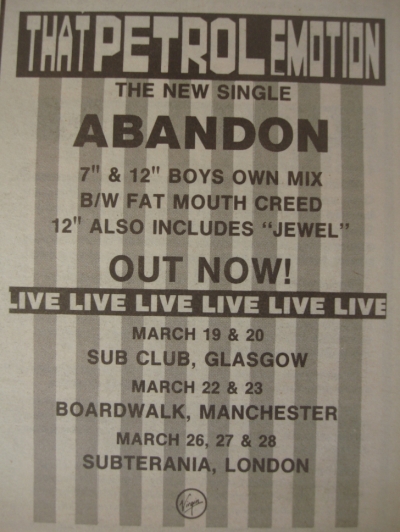 THAT PETROL EMOTION
THE NEW SINGLE
ABANDON
7" & 12" BOYS OWN MIX
B/W FAT MOUTH CREED
12" ALSO INCLUDES "JEWEL"
OUT NOW!
LIVE LIVE LIVE LIVE LIVE LIVE
MARCH 19 & 20
SUB CLUB, GLASGOW
MARCH 22 & 23
BOARDWALK, MANCHESTER
MARCH 26, 27 & 28
SUBTERANIA, LONDON
Virgin